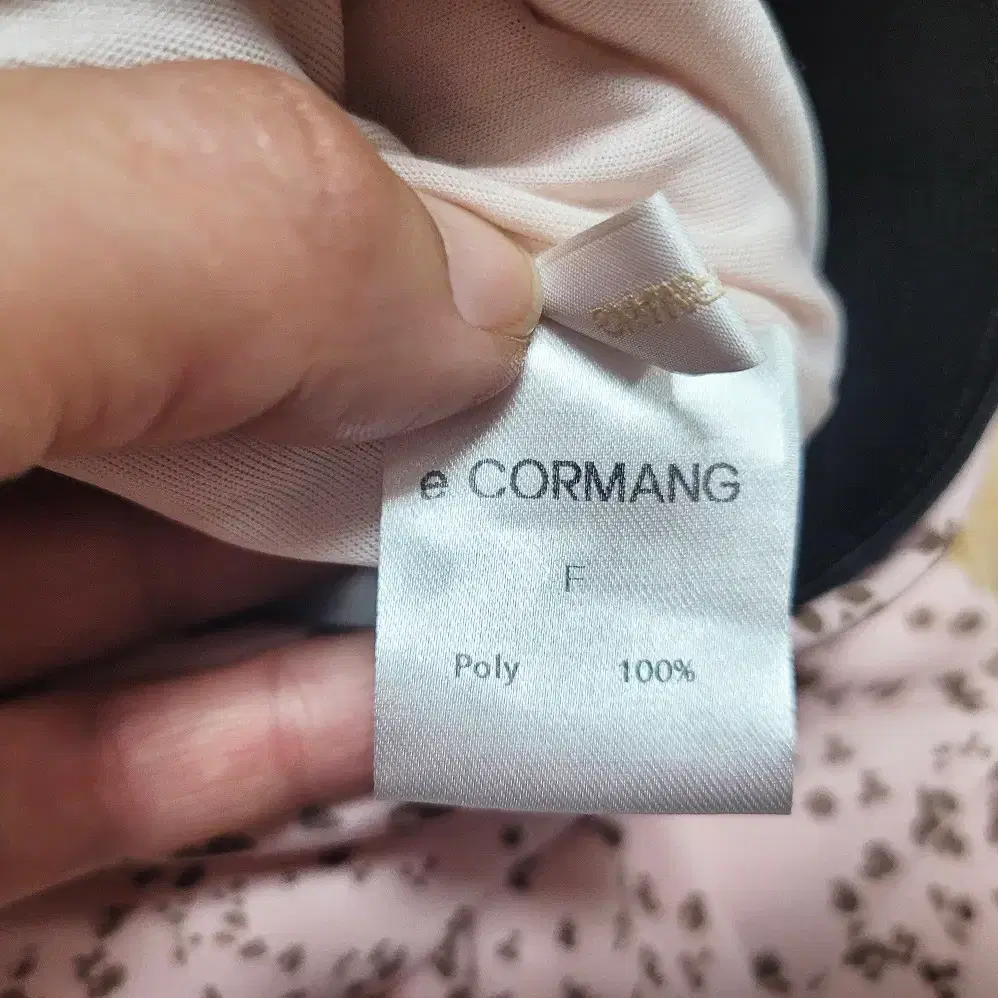 e CORMANG
F
Poly 100%